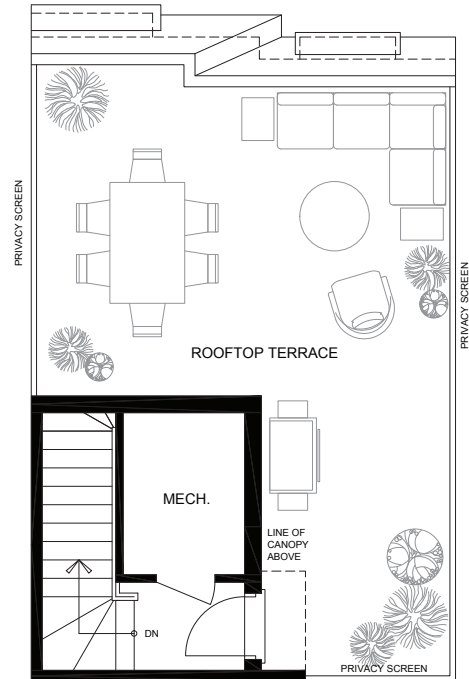 PRIVACY SCREEN
PRIVACY SCREEN
ROOFTOP TERRACE
MECH.
LINE OF
CANOPY
ABOVE
DN
PRIVACY SCREEN